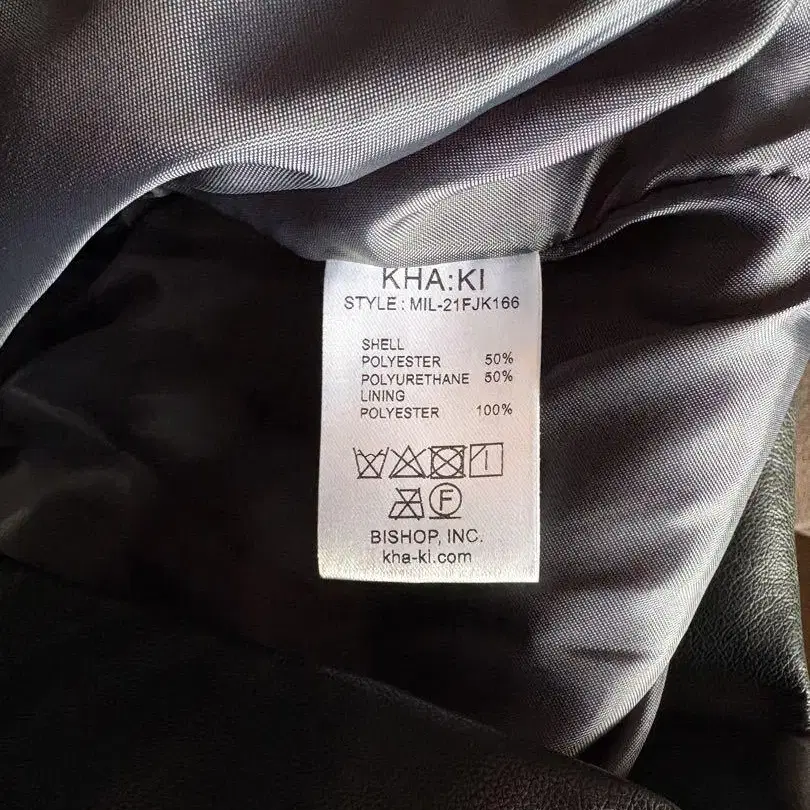 KHA:KI
STYLE : MIL-21FJK166
SHELL
POLYESTER 50%
POLYURETHANE 50%
LINING
POLYESTER 100%
F
BISHOP, INC.
kha-ki.com